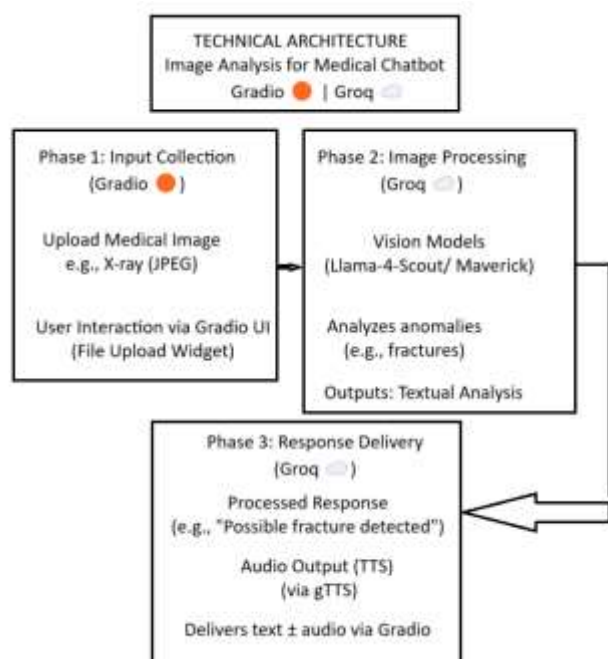 TECHNICAL ARCHITECTURE
Image Analysis for Medical Chatbot
Gradio | Groq
Phase 1: Input Collection
(Gradio )
Upload Medical Image
e.g., X-ray (JPEG)
User Interaction via Gradio UI
(File Upload Widget)
Phase 2: Image Processing
(Groq )
Vision Models
(Llama-4-Scout/ Maverick)
Analyzes anomalies
(e.g., fractures)
Outputs: Textual Analysis
Phase 3: Response Delivery
(Groq )
Processed Response
(e.g., "Possible fracture detected")
Audio Output (TTS)
(via gTTS)
Delivers text ± audio via Gradio